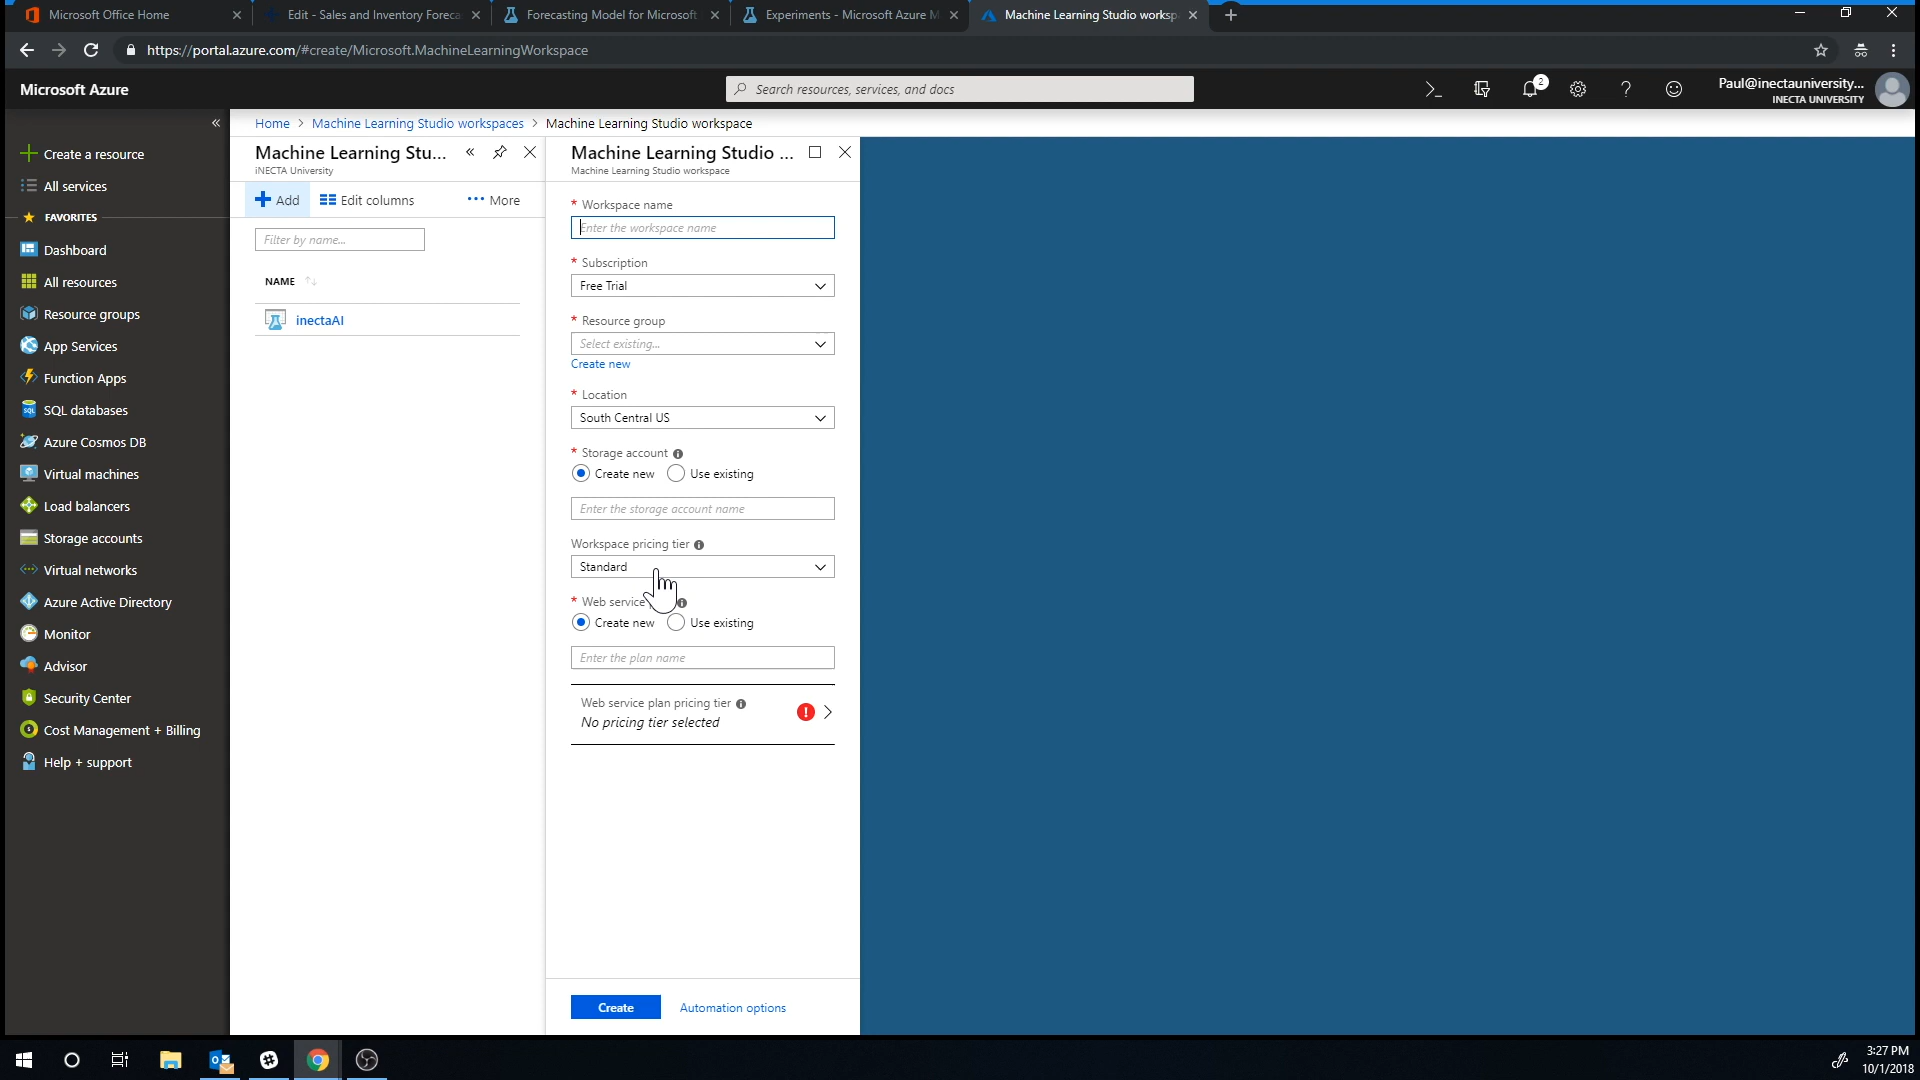 Microsoft Office Home
Edit - Sales and Inventory Foreca
Forecasting Model for Microsoft
Experiments - Microsoft Azure M
Machine Learning Studio worksp
https://portal.azure.com/#create/Microsoft.MachineLearningWorkspace
Microsoft Azure
Search resources, services, and docs
2
Paul@inectauniversity...
INECTA UNIVERSITY
Create a resource
All services
FAVORITES
Dashboard
All resources
Resource groups
App Services
Function Apps
SQL databases
Azure Cosmos DB
Virtual machines
Load balancers
Storage accounts
Virtual networks
Azure Active Directory
Monitor
Advisor
Security Center
Cost Management + Billing
Help + support
Home > Machine Learning Studio workspaces > Machine Learning Studio workspace
Machine Learning Stu...
iNECTA University
Add
Edit columns
More
Filter by name...
NAME
inectaAI
Machine Learning Studio ...
Machine Learning Studio workspace
* Workspace name
Enter the workspace name
* Subscription
Free Trial
* Resource group
Select existing...
Create new
* Location
South Central US
* Storage account
Create new Use existing
Enter the storage account name
Workspace pricing tier
Standard
* Web service
Create new Use existing
Enter the plan name
Web service plan pricing tier
No pricing tier selected
Create
Automation options
3:27 PM
10/1/2018